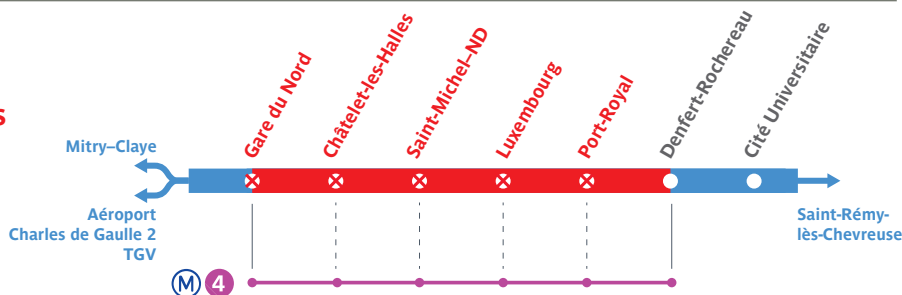 s
Gare du Nord
Châtelet-les-Halles
Saint-Michel–ND
Luxembourg
Port-Royal
Denfert-Rochereau
Cité Universitaire
Mitry–Claye
Aéroport
Charles de Gaulle 2
TGV
Saint-Rémy-
lès-Chevreuse
M 4